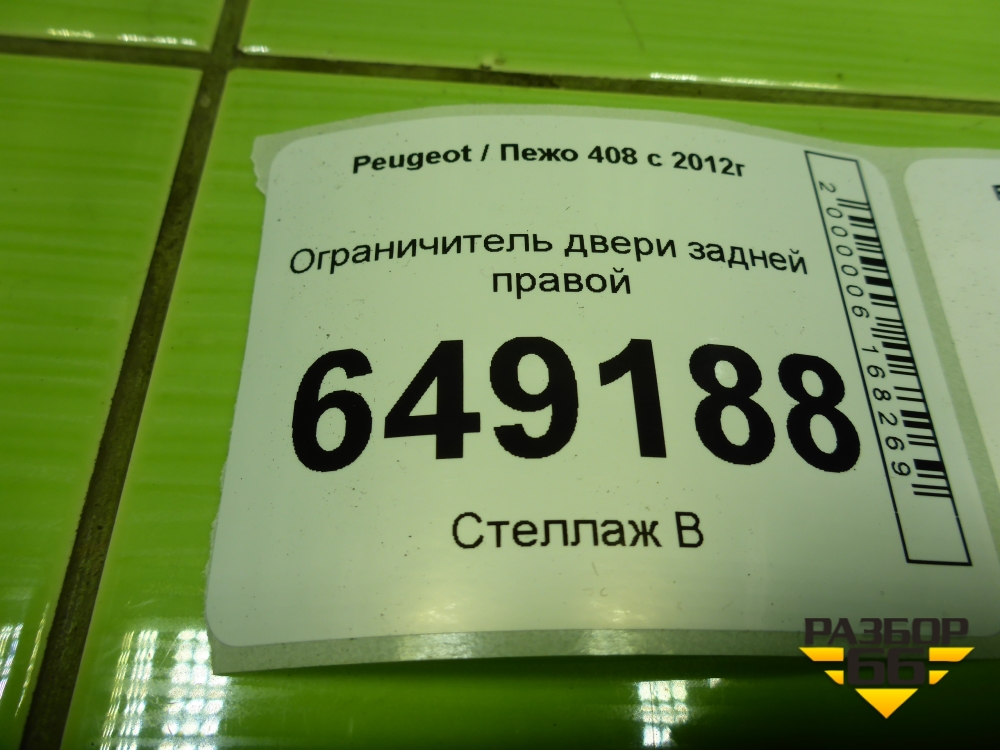 Peugeot / Пежо 408 с 2012г
Ограничитель двери задней
правой
649188
Стеллаж В
2000006168269
РАЗБОР
66